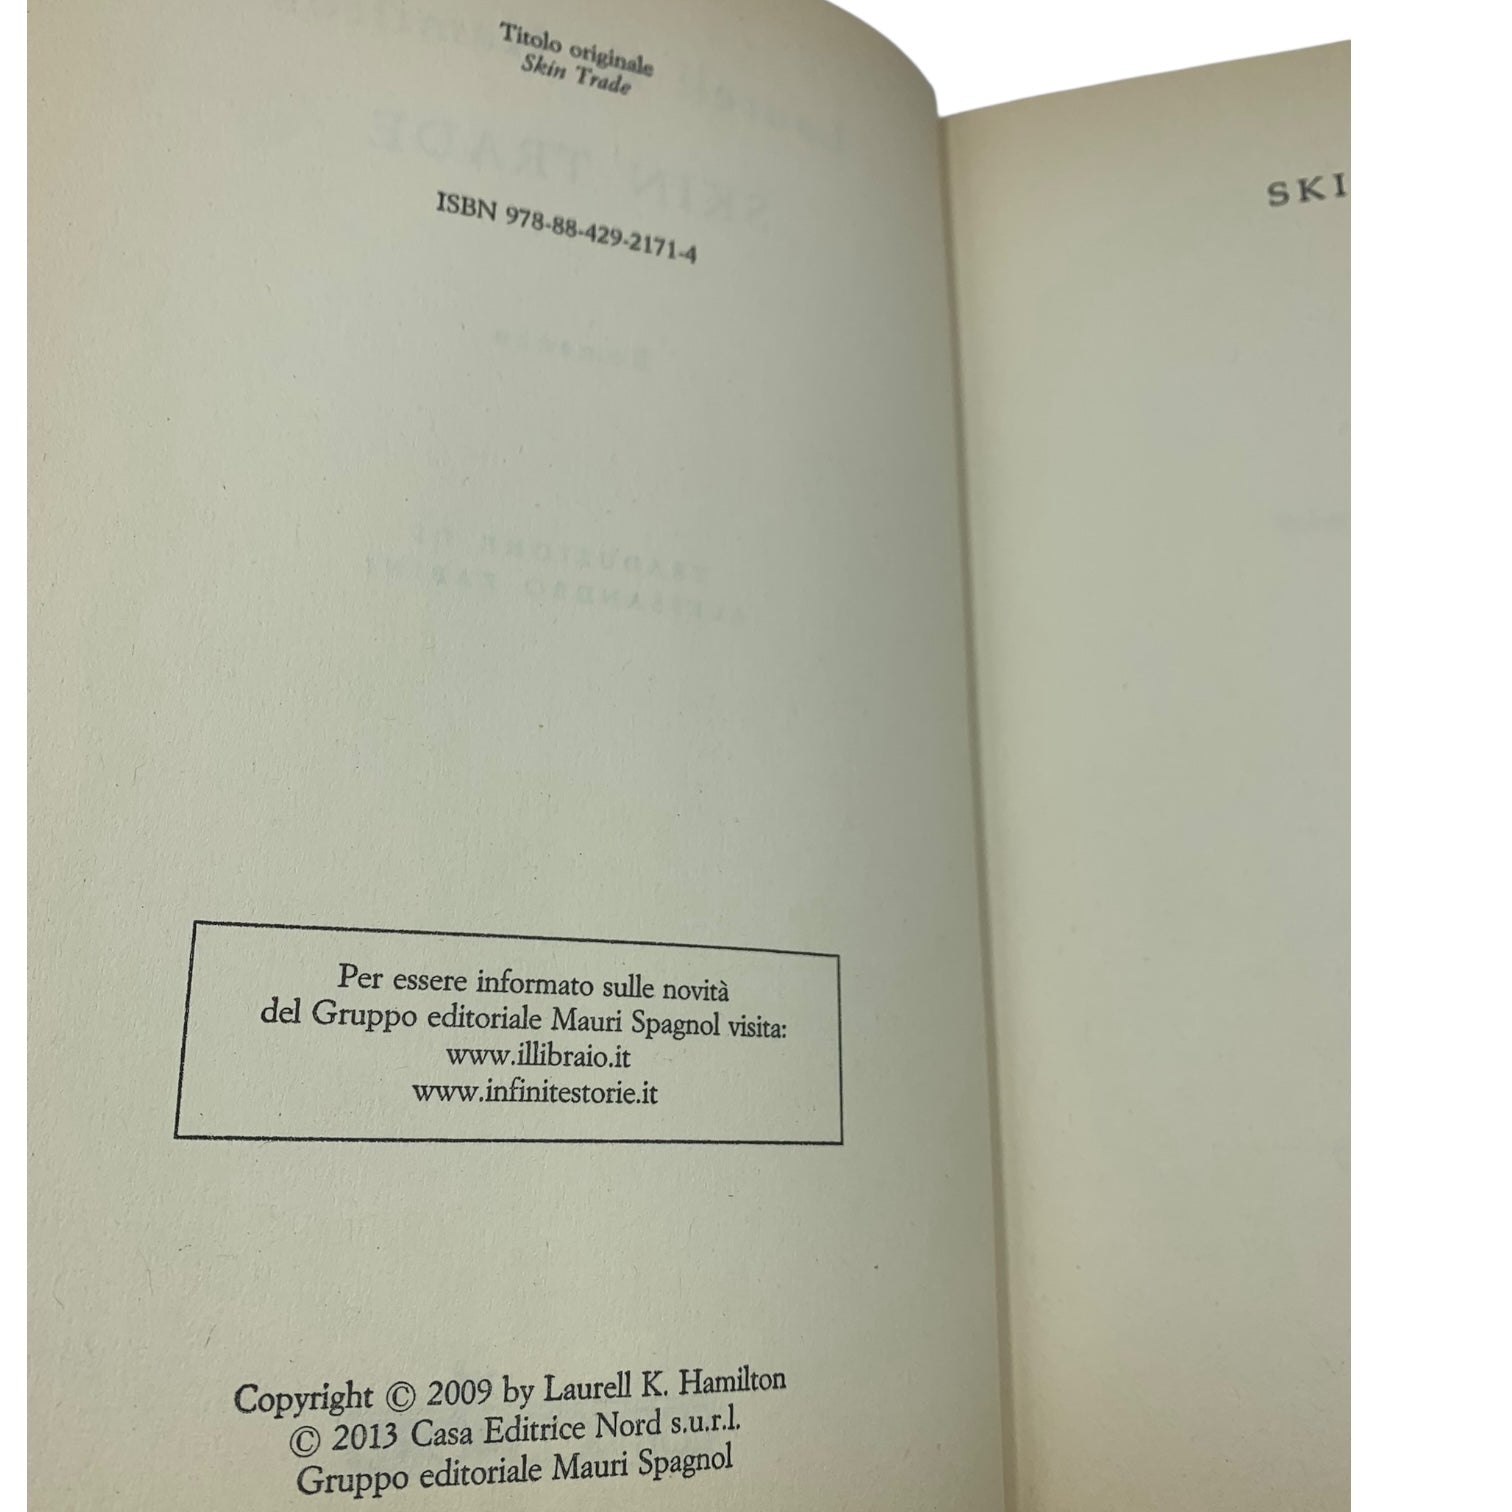 Titolo originale
Skin Trade
ISBN 978-88-429-2171-4
Per essere informato sulle novità
del Gruppo editoriale Mauri Spagnol visita:
www.illibraio.it
www.infinitestorie.it
Copyright © 2009 by Laurell K. Hamilton
© 2013 Casa Editrice Nord s.u.r.l.
Gruppo editoriale Mauri Spagnol
SKI